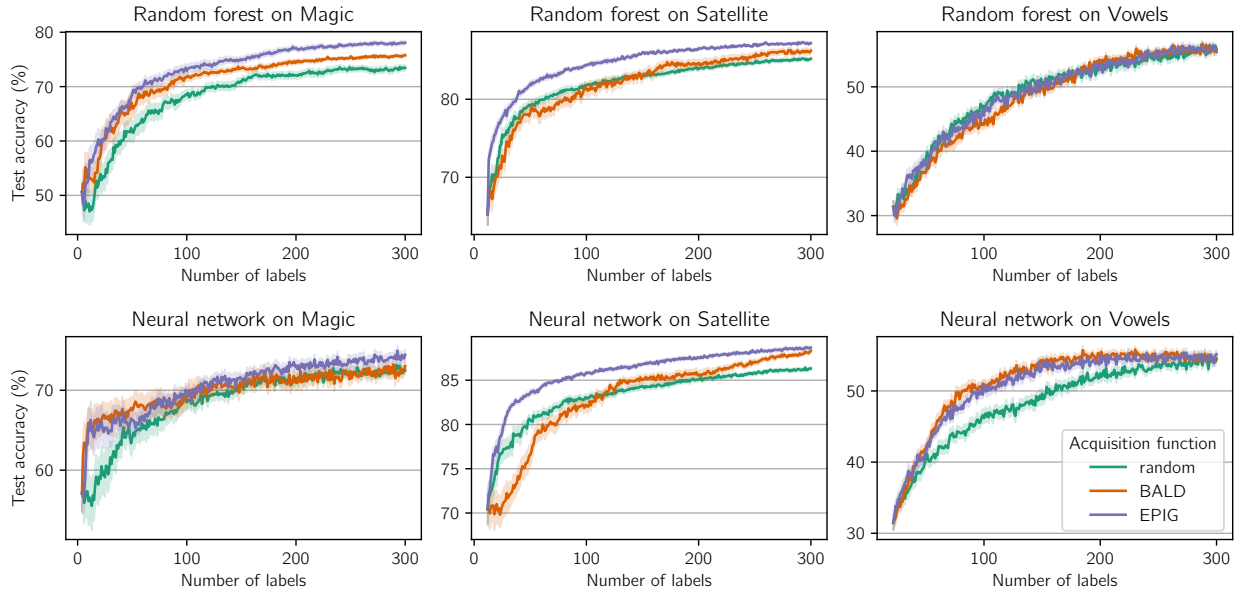 Random forest on Magic
Random forest on Satellite
Random forest on Vowels
Test accuracy (%)
80
70
60
50
0
100
200
300
Number of labels
80
70
0
100
200
300
Number of labels
50
40
30
100
200
300
Number of labels
Neural network on Magic
Neural network on Satellite
Neural network on Vowels
Test accuracy (%)
70
60
0
100
200
300
Number of labels
85
80
75
70
0
100
200
300
Number of labels
50
40
30
100
200
300
Number of labels
Acquisition function
random
BALD
EPIG